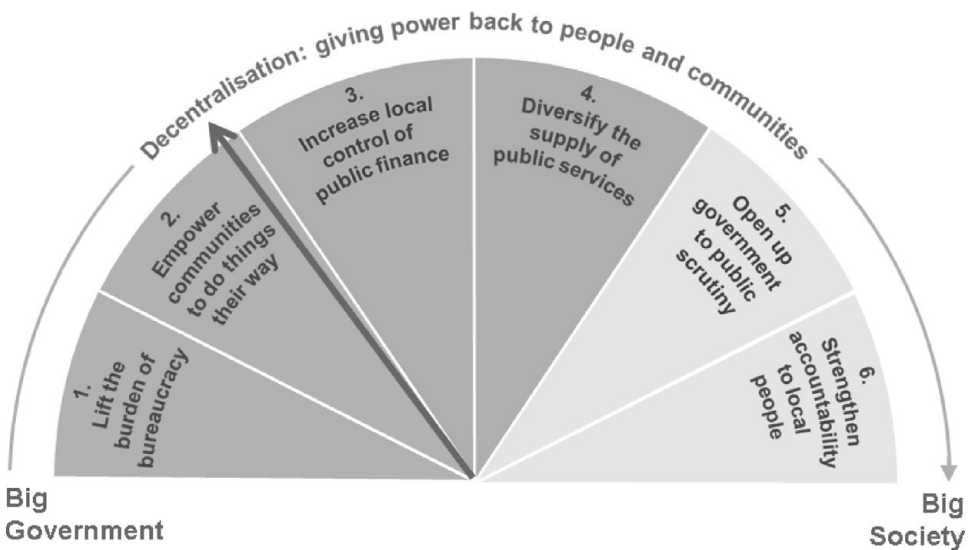 Decentralisation: giving power back to people and communities
1.
Lift the
burden of
bureaucracy
2.
Empower
communities
to do things
their way
3.
Increase local
control of
public finance
4.
Diversify the
supply of
public services
5.
Open up
government
to public
scrutiny
6.
Strengthen
accountability
to local
people
Big
Government
Big
Society